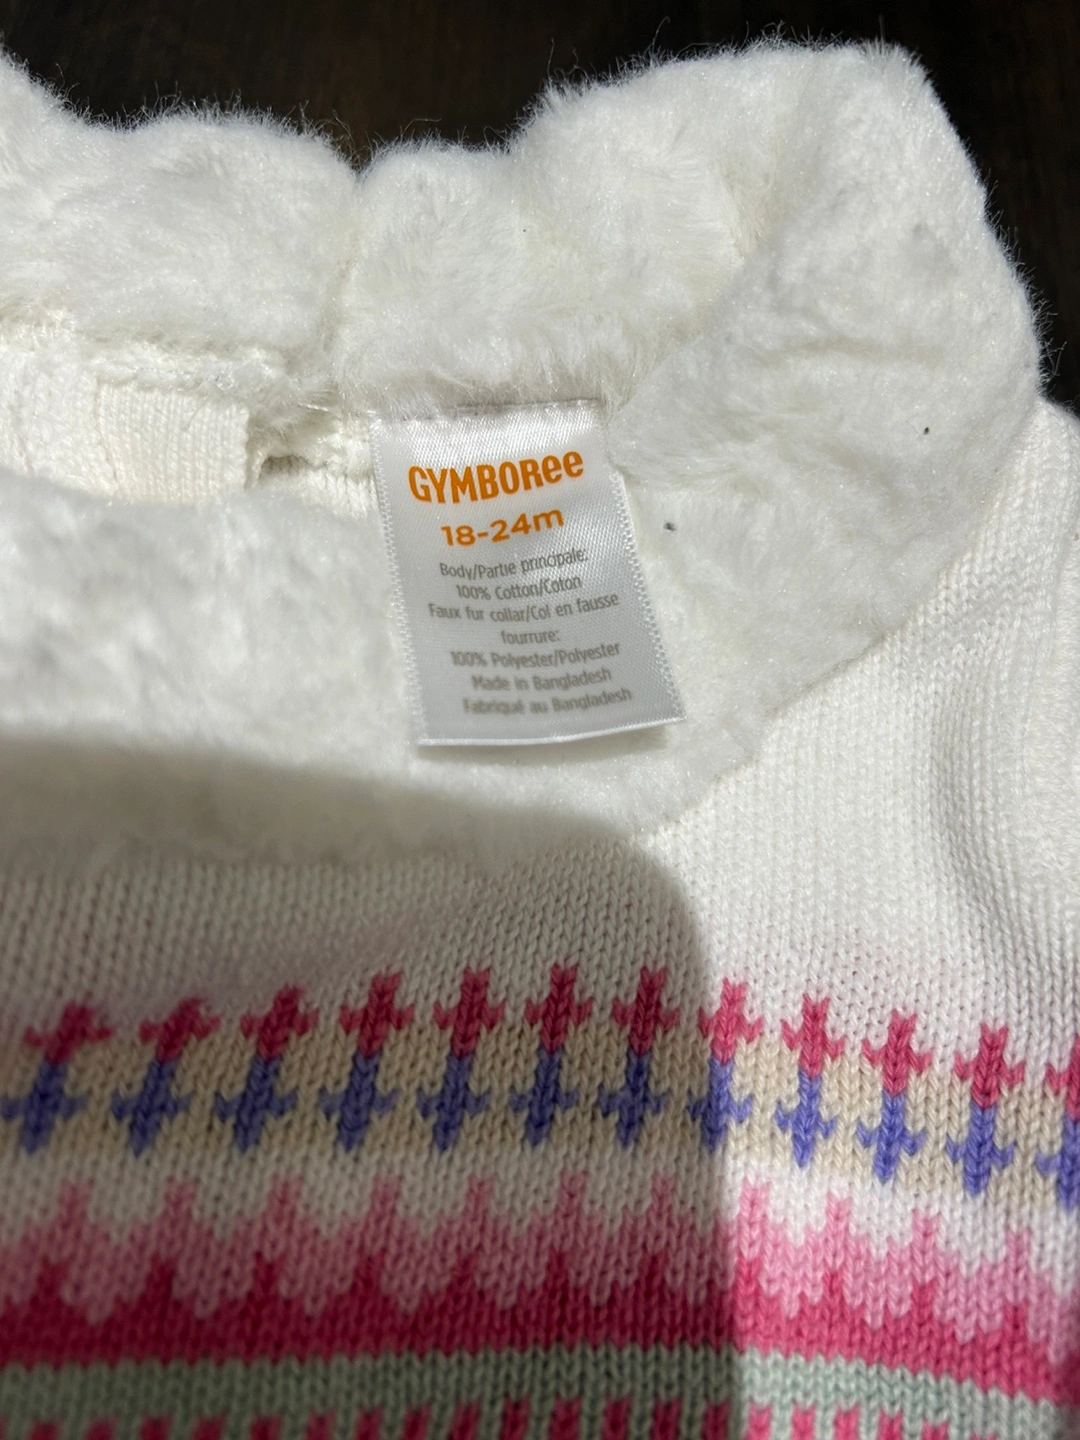 GYMBORee
18-24m
Body/Partie principale:
100% Cotton/Coton
Faux fur collar/Col en fausse
fourrure:
100% Polyester/Polyester
Made in Bangladesh
Fabriqué au Bangladesh